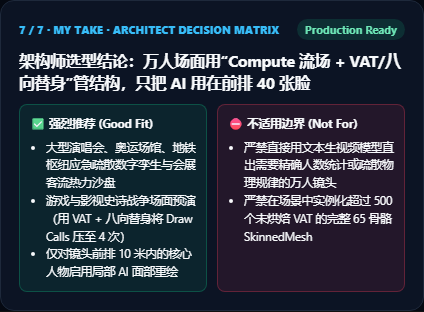 7 / 7 · MY TAKE · ARCHITECT DECISION MATRIX
Production Ready
架构师选型结论：万人场面用“Compute 流场 + VAT/八
向替身”管结构，只把 AI 用在前排 40 张脸
✅ 强烈推荐 (Good Fit)
• 大型演唱会、奥运场馆、地铁
枢纽应急疏散数字孪生与会展
客流热力沙盘
• 游戏与影视史诗战争场面预演
（用 VAT + 八向替身将 Draw
Calls 压至 4 次）
• 仅对镜头前排 10 米内的核心
人物启用局部 AI 面部重绘
⛔ 不适用边界 (Not For)
• 严禁直接用文本生视频模型直
出需要精确人数统计或疏散物
理规律的万人镜头
• 严禁在场景中实例化超过 500
个未烘焙 VAT 的完整 65 骨骼
SkinnedMesh